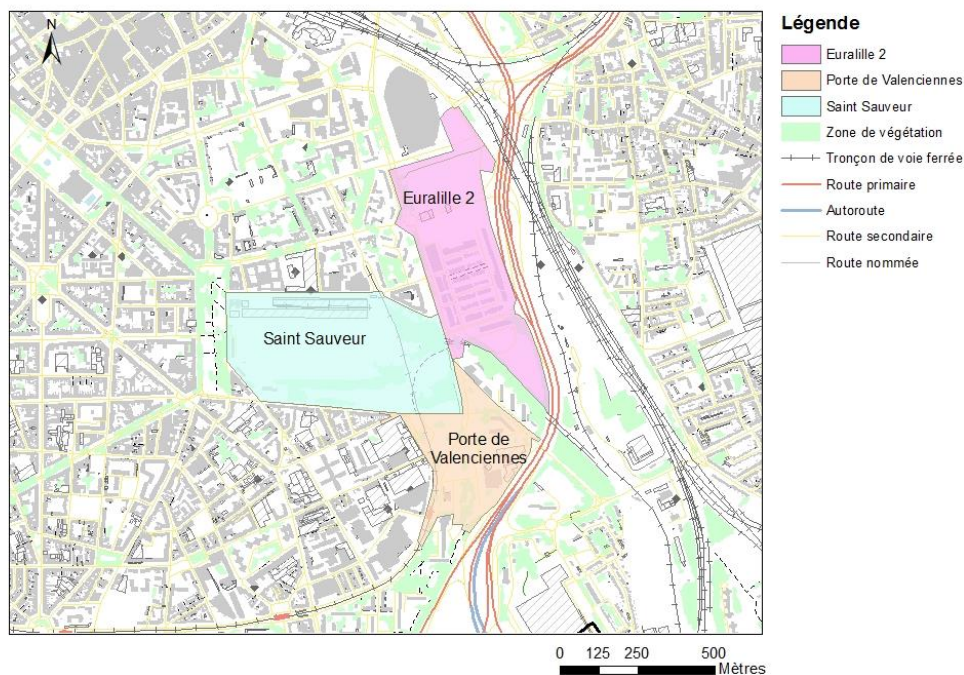 N
Euralille 2
Saint Sauveur
Porte de
Valenciennes
Légende
Euralille 2
Porte de Valenciennes
Saint Sauveur
Zone de végétation
Tronçon de voie ferrée
Route primaire
Autoroute
Route secondaire
Route nommée
0 125 250 500
Mètres